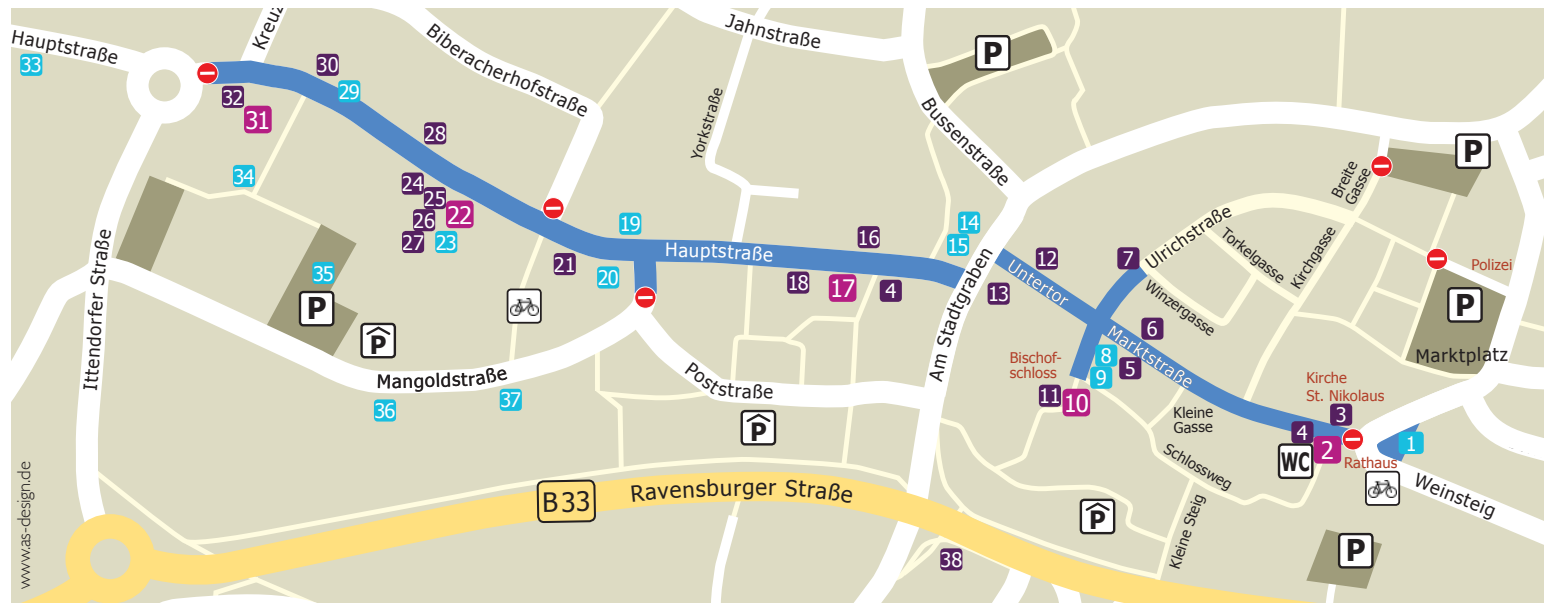 Hauptstraße
33
Kreuz
Biberacherhofstraße
Jahnstraße
P
30
29
32
31
28
Yorkstraße
Bussenstraße
P
Breite
Gasse
34
24
25
26
22
27
23
19
16
14
15
12
7
Ulrichstraße
Torkelgasse
Kirchgasse
Polizei
Hauptstraße
21
20
18
17
4
13
Untertor
Winzergasse
P
35
P
P
Ittendorfer Straße
Am Stadtgraben
6
Marktstraße
Marktplatz
Bischof-
schloss
8
9
5
11
10
Mangoldstraße
36
37
Poststraße
P
Kleine
Gasse
Kirche
St. Nikolaus
3
4
2
WC
Rathaus
1
Schlossweg
Weinsteig
B33
Ravensburger Straße
P
Kleine Steig
P
38
www.as-design.de